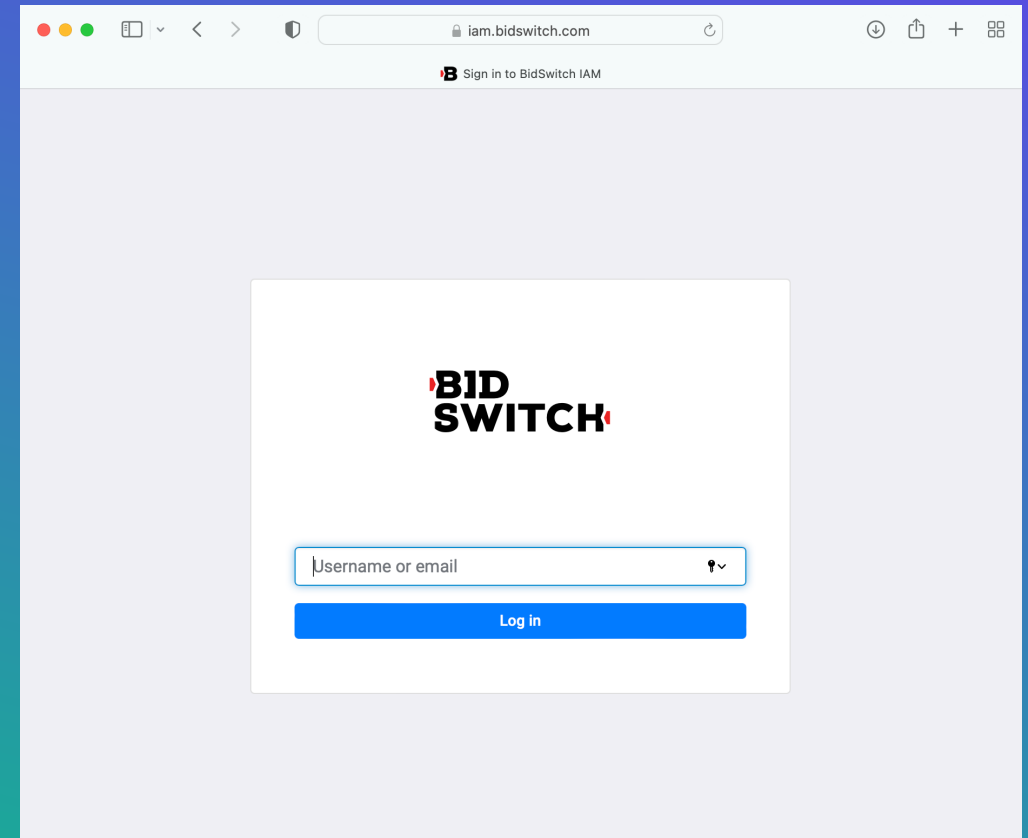 iam.bidswitch.com
Sign in to BidSwitch IAM
BID
SWITCH
Username or email
Log in